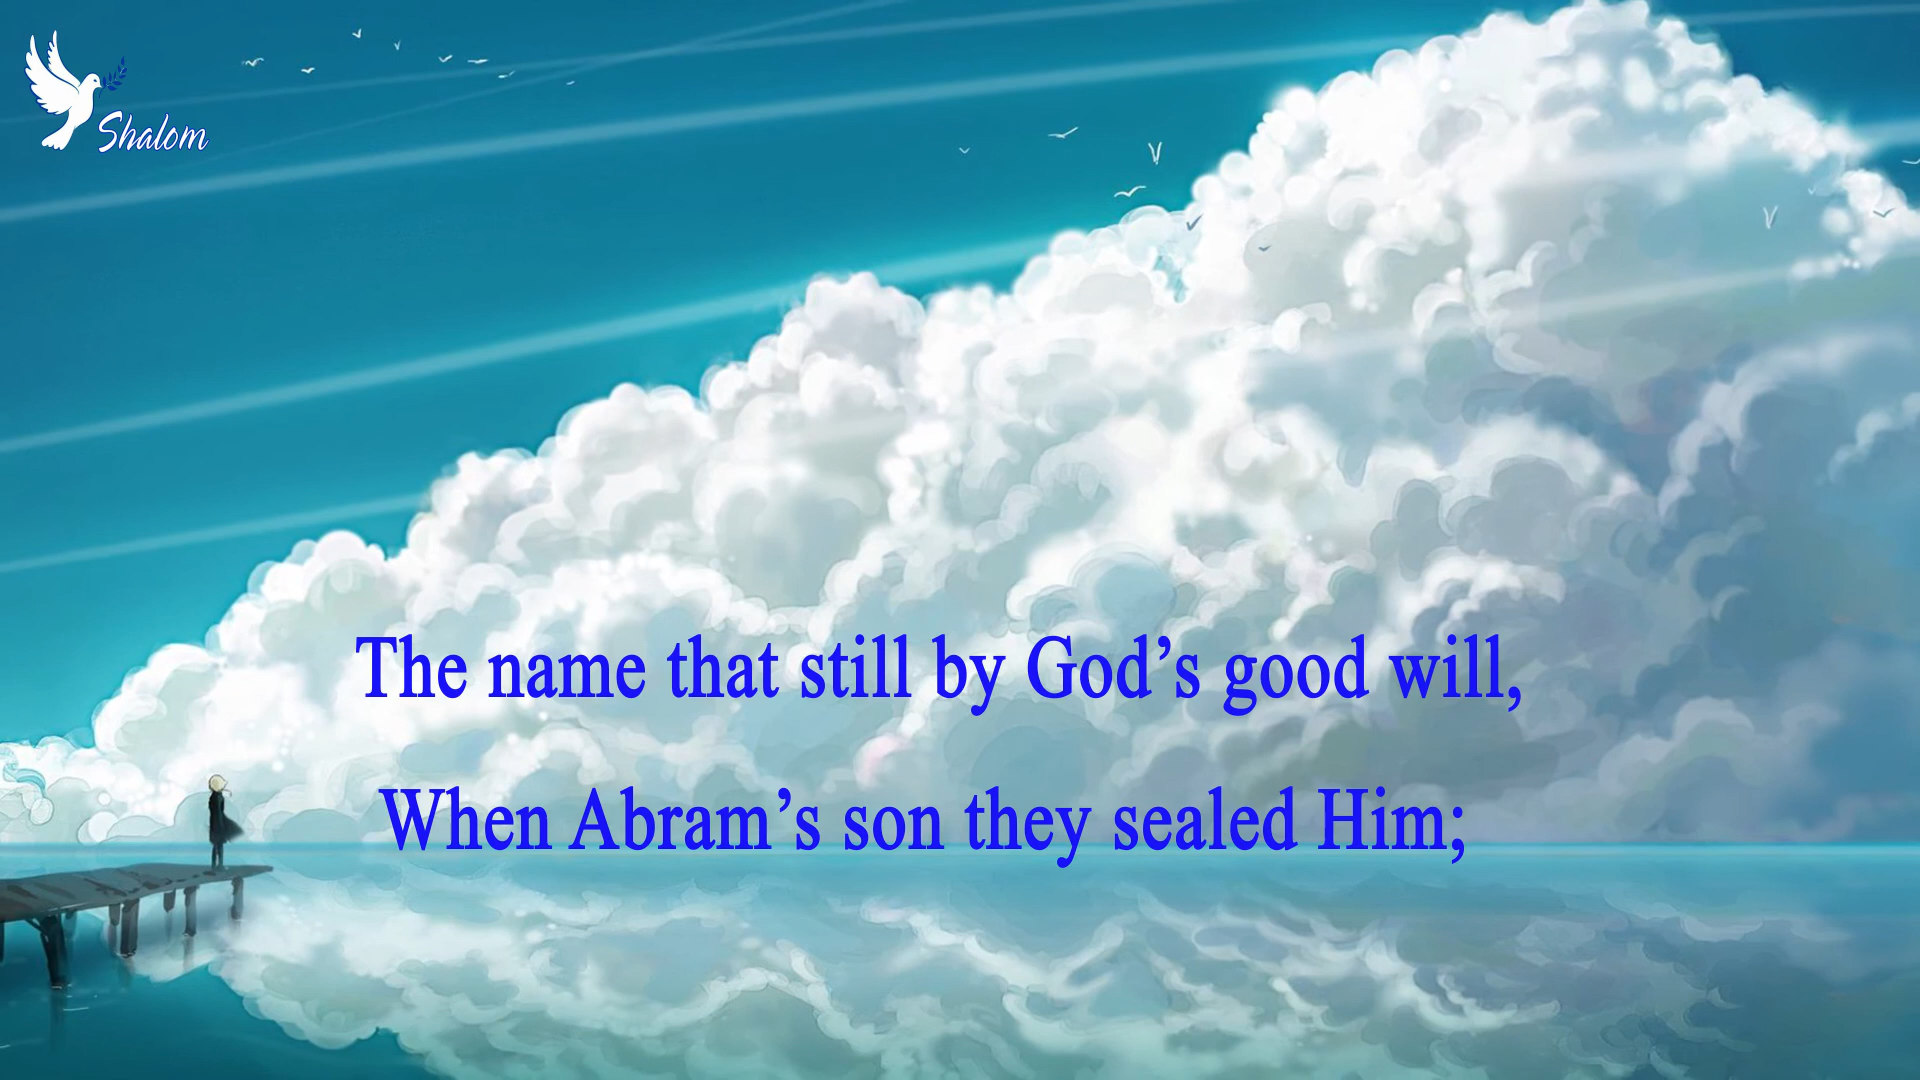 Shalom
The name that still by God’s good will,
When Abram’s son they sealed Him;